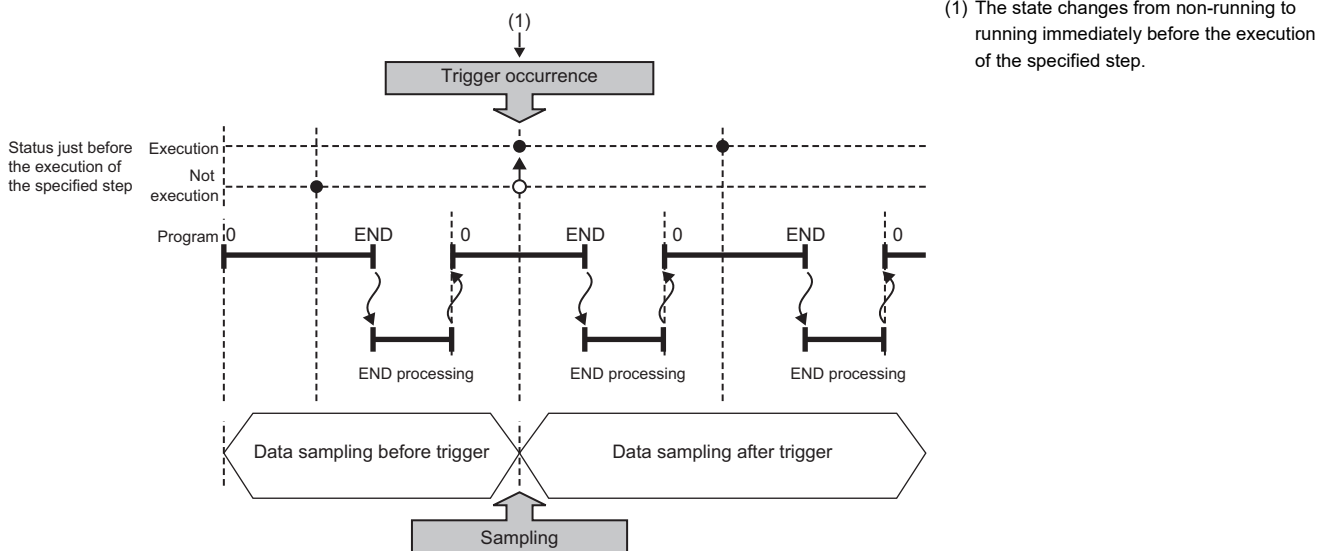 (1)
(1) The state changes from non-running to
running immediately before the execution
of the specified step.
Trigger occurrence
Status just before
the execution of
the specified step
Execution
Not
execution
Program 0 END 0 END 0 END 0
END processing END processing END processing
Data sampling before trigger Data sampling after trigger
Sampling